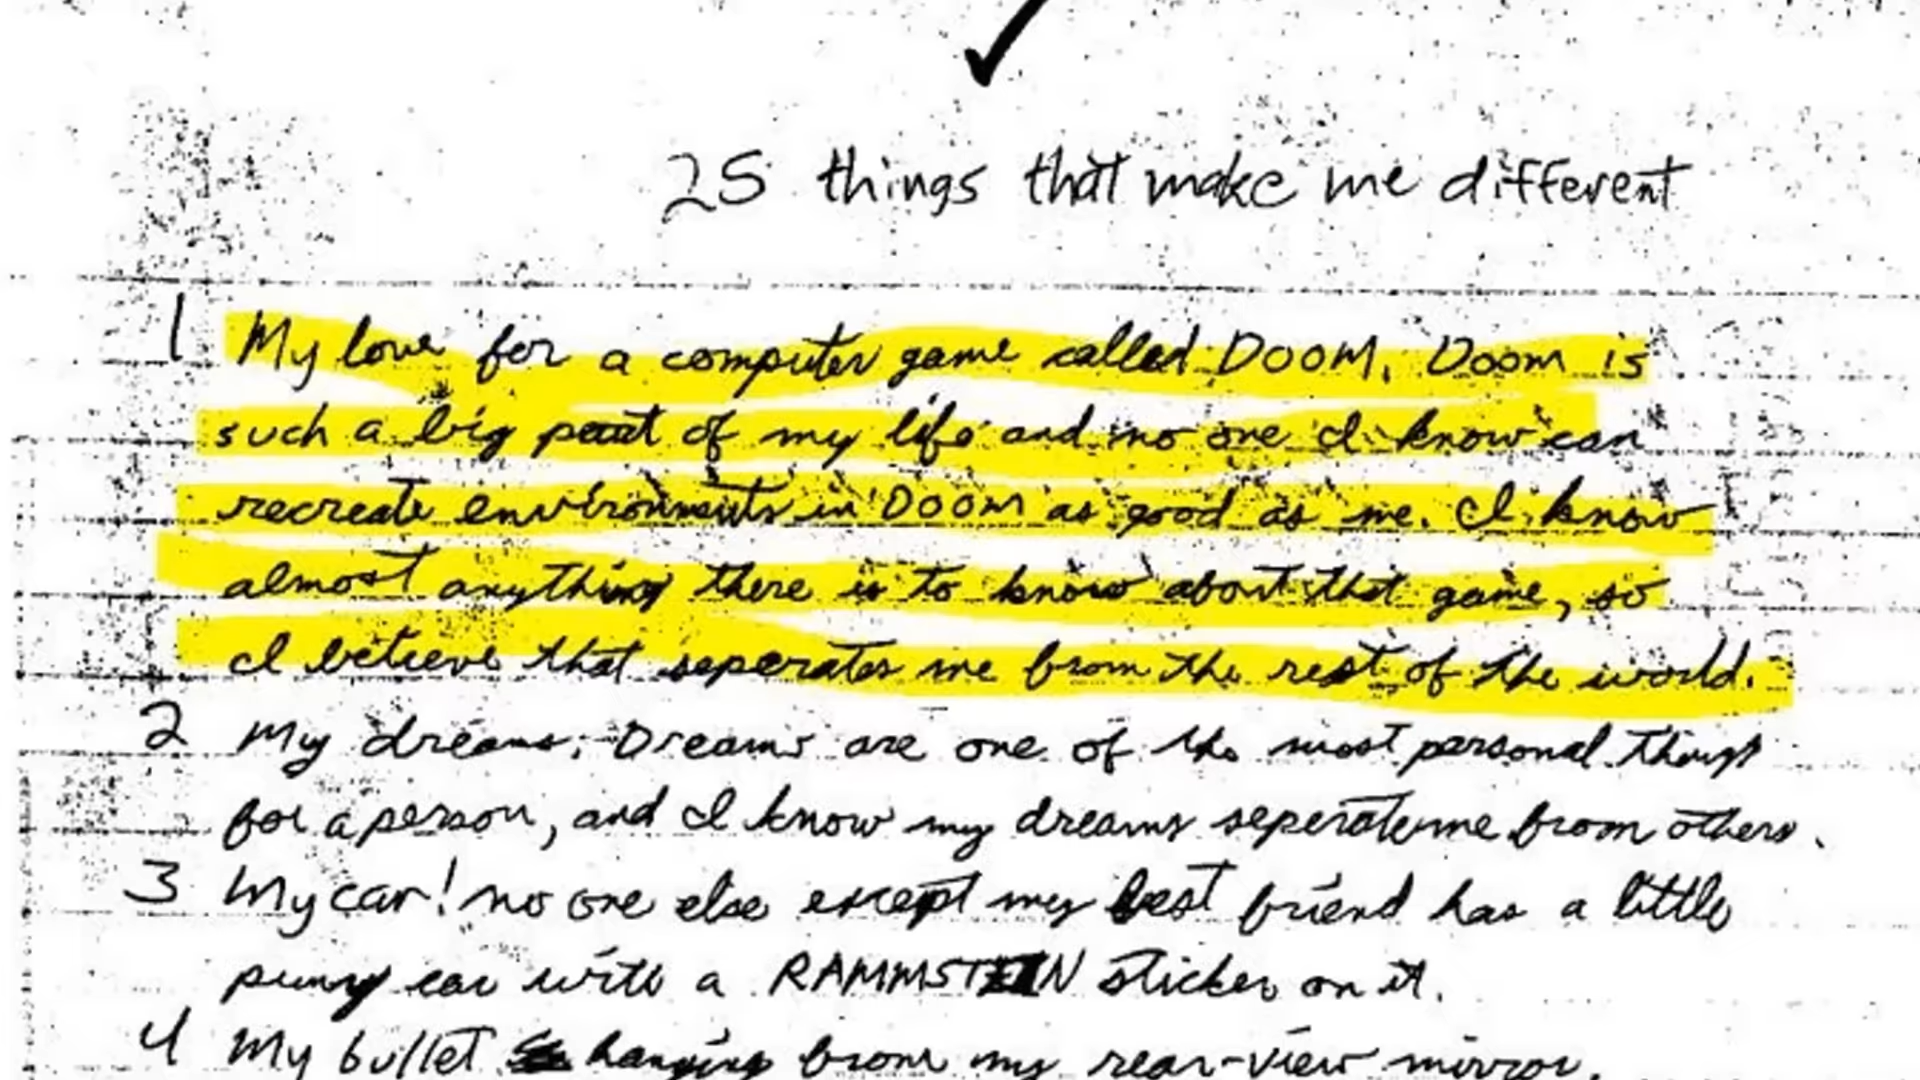 25 things that make me different
1 My love for a computer game called DOOM. Doom is
such a big part of my life and no one I know can
recreate environments in DOOM as good as me. I know
almost anything there is to know about that game, so
I believe that seperates me from the rest of the world.
2 My dreams. Dreams are one of the most personal things
for a person, and I know my dreams seperate me from others.
3 My car! no one else except my best friend has a little
puny car with a RAMMSTEIN sticker on it.
4 My bullet hanging from my rear-view mirror.